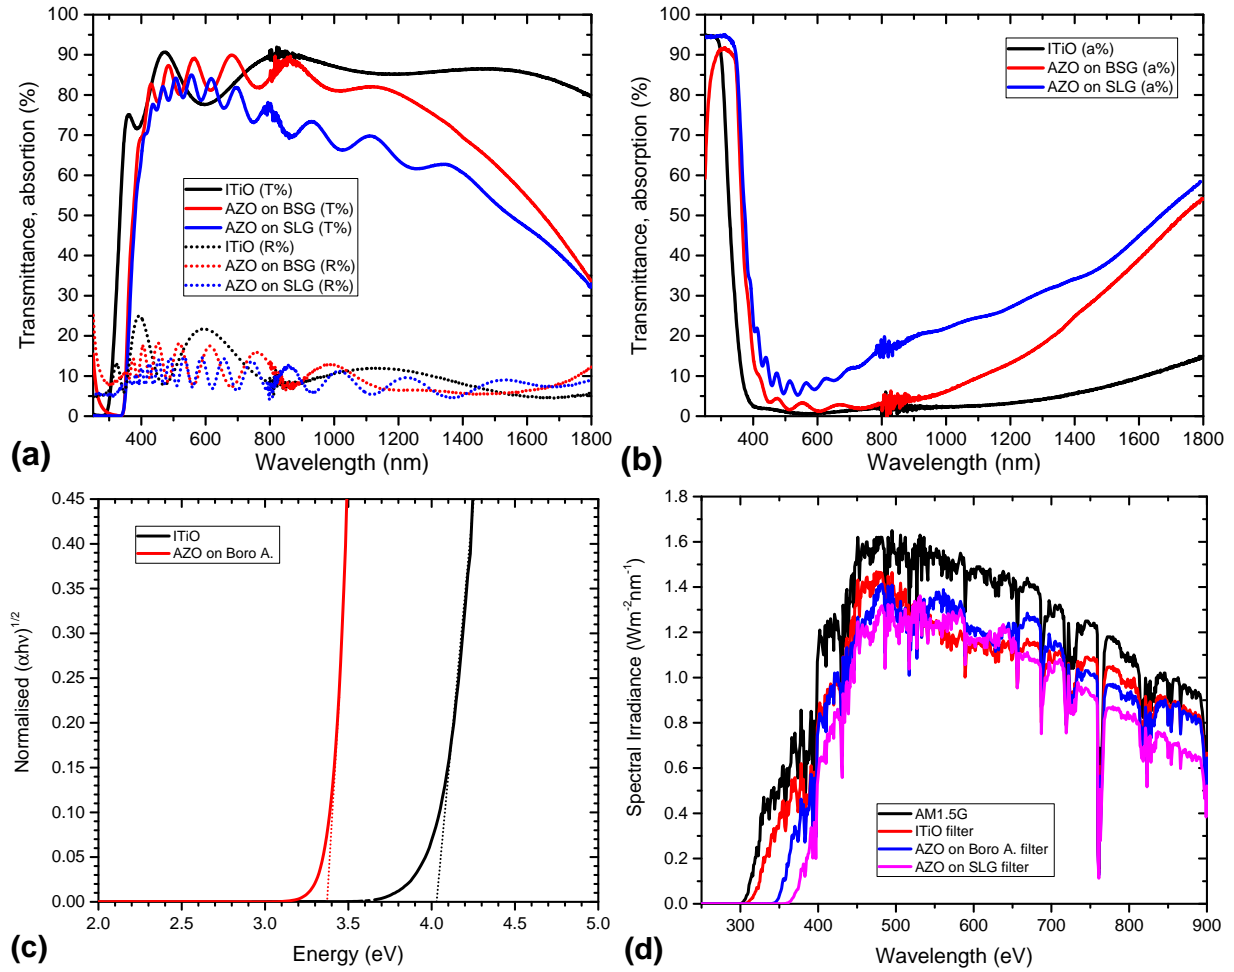 100
90
80
70
60
50
40
30
20
10
0
Transmittance, absortion (%)
ITiO (T%)
AZO on BSG (T%)
AZO on SLG (T%)
ITiO (R%)
AZO on BSG (R%)
AZO on SLG (R%)
400 600 800 1000 1200 1400 1600 1800
Wavelength (nm)
(a)
100
90
80
70
60
50
40
30
20
10
0
Transmittance, absorption (%)
ITiO (a%)
AZO on BSG (a%)
AZO on SLG (a%)
400 600 800 1000 1200 1400 1600 1800
Wavelength (nm)
(b)
0.45
0.40
0.35
0.30
0.25
0.20
0.15
0.10
0.05
0.00
Normalised (αhν)^1/2
ITiO
AZO on Boro A.
2.0 2.5 3.0 3.5 4.0 4.5 5.0
Energy (eV)
(c)
1.8
1.6
1.4
1.2
1.0
0.8
0.6
0.4
0.2
0.0
Spectral Irradiance (Wm⁻²nm⁻¹)
AM1.5G
ITiO filter
AZO on Boro A. filter
AZO on SLG filter
300 400 500 600 700 800 900
Wavelength (eV)
(d)